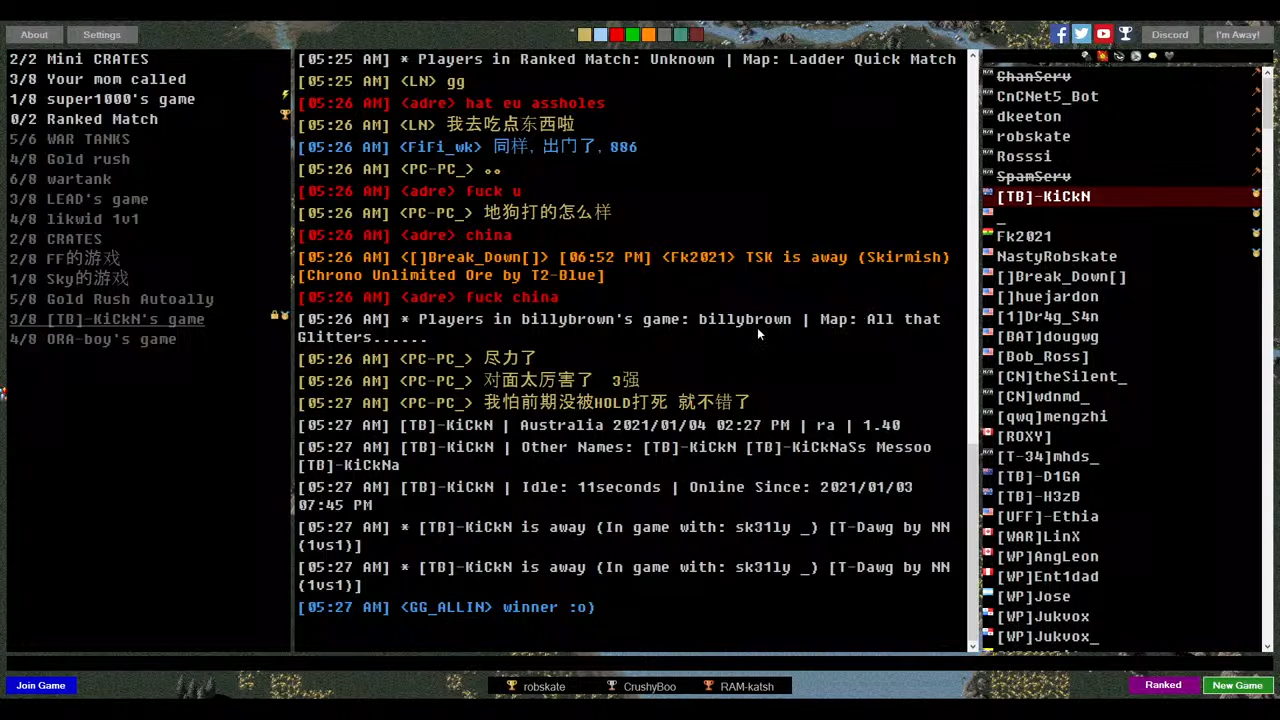 About
Settings
Discord
I'm Away!
2/2 Mini CRATES
3/8 Your mom called
1/8 super1000's game
0/2 Ranked Match
5/6 WAR TANKS
4/8 Gold rush
6/8 wartank
3/8 LEAD's game
4/8 likwid 1v1
2/8 CRATES
2/8 FF的游戏
1/8 Sky的游戏
5/8 Gold Rush Autoally
3/8 [TB]-KiCkN's game
4/8 ORA-boy's game
[05:25 AM] * Players in Ranked Match: Unknown | Map: Ladder Quick Match
[05:25 AM] <LN> gg
[05:26 AM] <adre> hat eu assholes
[05:26 AM] <LN> 我去吃点东西啦
[05:26 AM] <FiFi_wk> 同样, 出门了, 886
[05:26 AM] <PC-PC_> 。。
[05:26 AM] <adre> fuck u
[05:26 AM] <PC-PC_> 地狗打的怎么样
[05:26 AM] <adre> china
[05:26 AM] <[]Break_Down[]> [06:52 PM] <Fk2021> TSK is away (Skirmish)
[Chrono Unlimited Ore by T2-Blue]
[05:26 AM] <adre> fuck china
[05:26 AM] * Players in billybrown's game: billybrown | Map: All that
Glitters......
[05:26 AM] <PC-PC_> 尽力了
[05:26 AM] <PC-PC_> 对面太厉害了 3强
[05:27 AM] <PC-PC_> 我怕前期没被HOLD打死 就不错了
[05:27 AM] [TB]-KiCkN | Australia 2021/01/04 02:27 PM | ra | 1.40
[05:27 AM] [TB]-KiCkN | Other Names: [TB]-KiCkN [TB]-KiCkNaSs Messoo
[TB]-KiCkNa
[05:27 AM] [TB]-KiCkN | Idle: 11seconds | Online Since: 2021/01/03
07:45 PM
[05:27 AM] * [TB]-KiCkN is away (In game with: sk31ly _) [T-Dawg by NN
(1vs1)]
[05:27 AM] * [TB]-KiCkN is away (In game with: sk31ly _) [T-Dawg by NN
(1vs1)]
[05:27 AM] <GG_ALLIN> winner :o)
ChanServ
CnCNet5_Bot
dkeeton
robskate
Rosssi
SpamServ
[TB]-KiCkN
_
Fk2021
NastyRobskate
[]Break_Down[]
[]huejardon
[1]Dr4g_S4n
[BAT]dougwg
[Bob_Ross]
[CN]theSilent_
[CN]wdnmd_
[qwq]mengzhi
[ROXY]
[T-34]mhds_
[TB]-D1GA
[TB]-H3zB
[UFF]-Ethia
[WAR]LinX
[WP]AngLeon
[WP]Ent1dad
[WP]Jose
[WP]Jukvox
[WP]Jukvox_
Join Game
robskate
CrushyBoo
RAM-katsh
Ranked
New Game